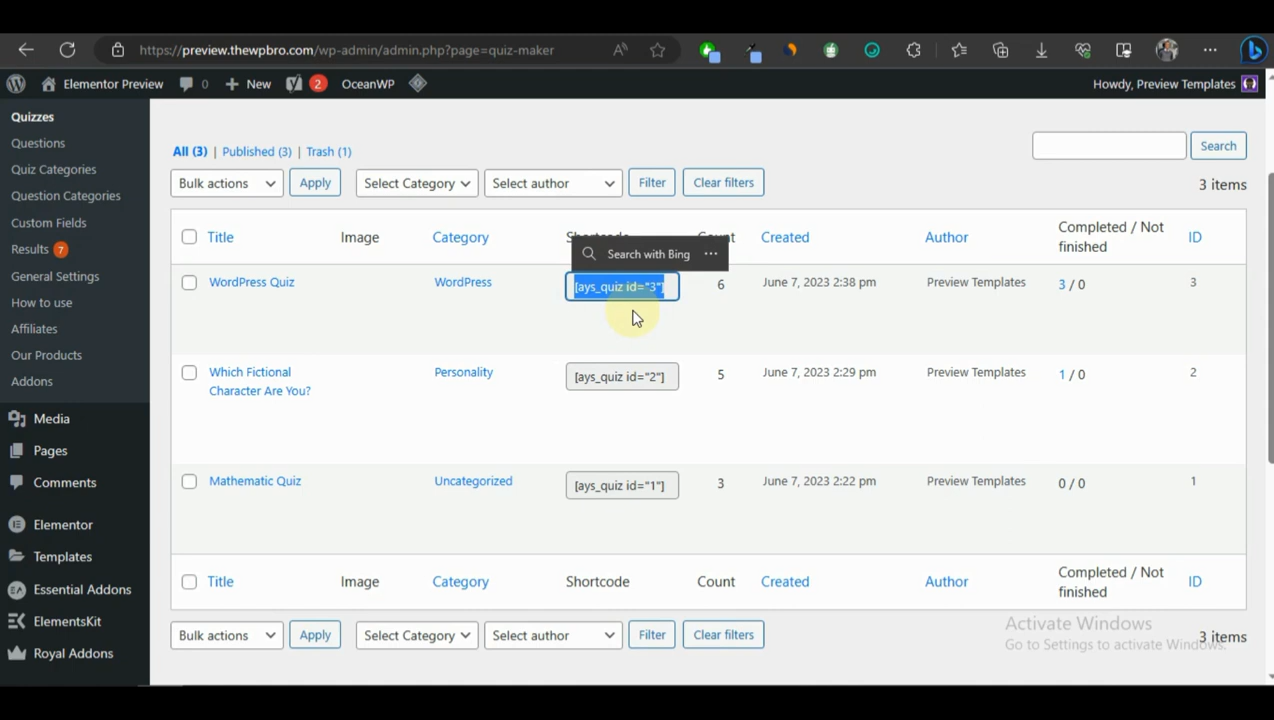 https://preview.thewpbro.com/wp-admin/admin.php?page=quiz-maker
Elementor Preview 0 New 2 OceanWP Howdy, Preview Templates
Quizzes
Questions
Quiz Categories
Question Categories
Custom Fields
Results 7
General Settings
How to use
Affiliates
Our Products
Addons
Media
Pages
Comments
Elementor
Templates
Essential Addons
ElementsKit
Royal Addons
All (3) | Published (3) | Trash (1)
Search
Bulk actions Apply Select Category Select author Filter Clear filters 3 items
Title Image Category Shortcode Count Created Author Completed / Not finished ID
Search with Bing ...
WordPress Quiz WordPress [ays_quiz id="3"] 6 June 7, 2023 2:38 pm Preview Templates 3 / 0 3
Which Fictional Character Are You? Personality [ays_quiz id="2"] 5 June 7, 2023 2:29 pm Preview Templates 1 / 0 2
Mathematic Quiz Uncategorized [ays_quiz id="1"] 3 June 7, 2023 2:22 pm Preview Templates 0 / 0 1
Title Image Category Shortcode Count Created Author Completed / Not finished ID
Bulk actions Apply Select Category Select author Filter Clear filters 3 items
Activate Windows
Go to Settings to activate Windows.